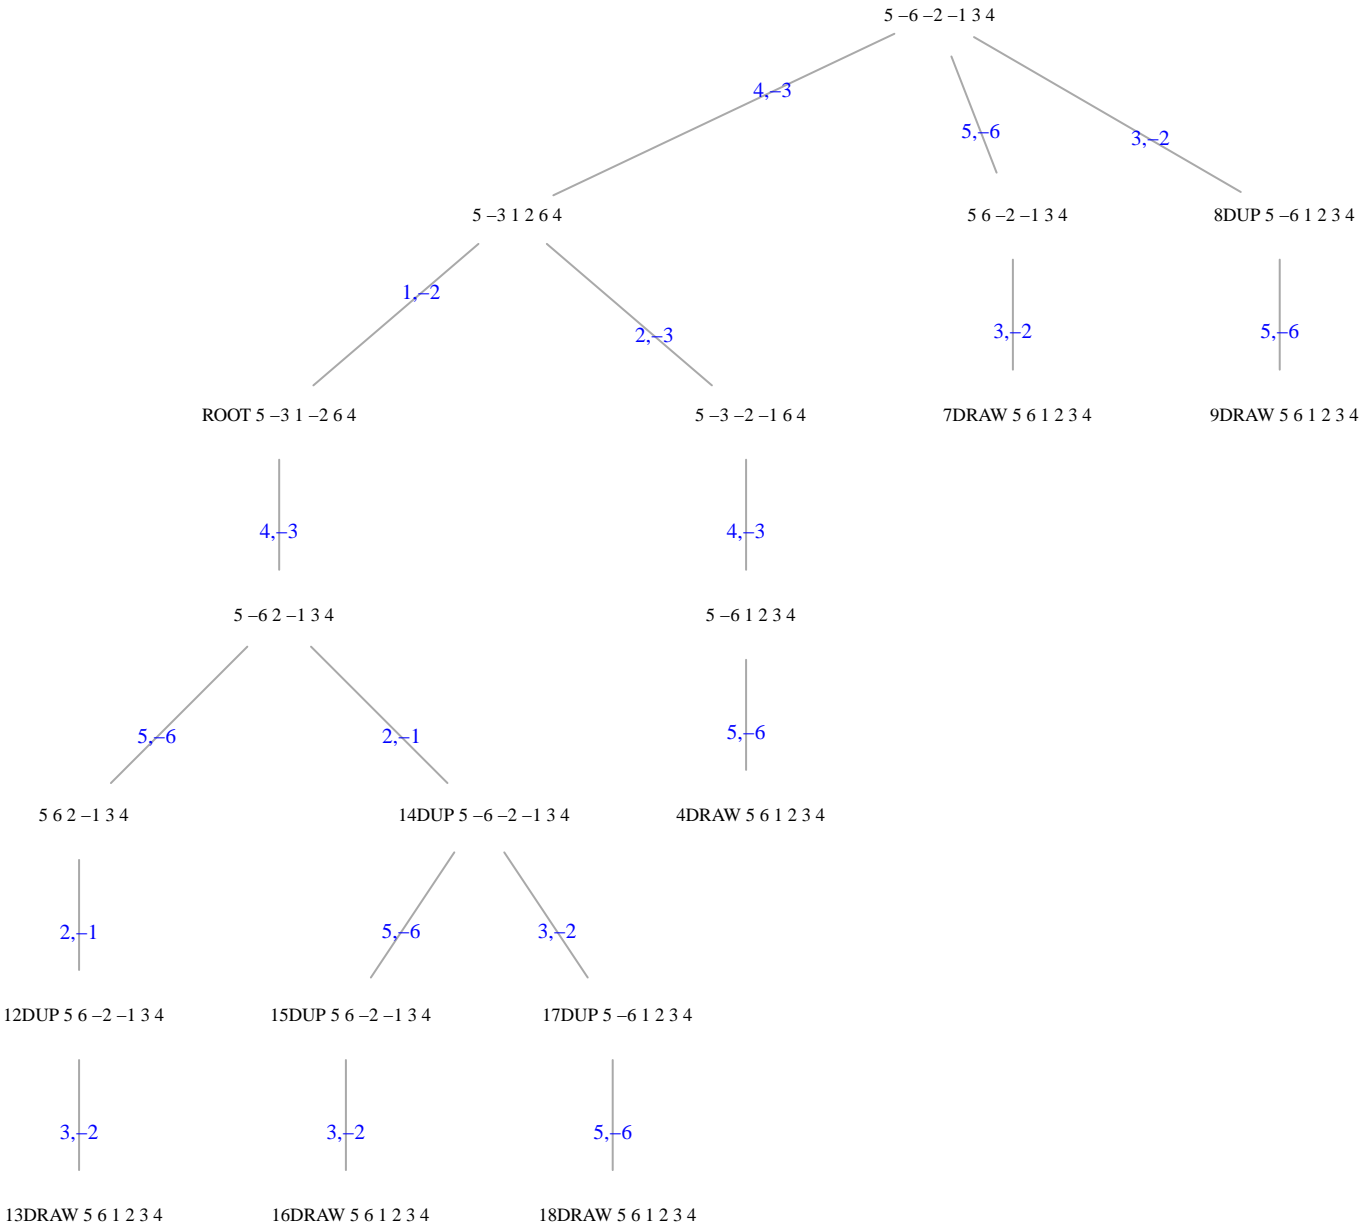 5 –6 –2 –1 3 4
4,–3
5,–6
3,–2
5 –3 1 2 6 4
5 6 –2 –1 3 4
8DUP 5 –6 1 2 3 4
1,–2
2,–3
3,–2
5,–6
ROOT 5 –3 1 –2 6 4
5 –3 –2 –1 6 4
7DRAW 5 6 1 2 3 4
9DRAW 5 6 1 2 3 4
4,–3
4,–3
5 –6 2 –1 3 4
5 –6 1 2 3 4
5,–6
2,–1
5,–6
5 6 2 –1 3 4
14DUP 5 –6 –2 –1 3 4
4DRAW 5 6 1 2 3 4
2,–1
5,–6
3,–2
12DUP 5 6 –2 –1 3 4
15DUP 5 6 –2 –1 3 4
17DUP 5 –6 1 2 3 4
3,–2
3,–2
5,–6
13DRAW 5 6 1 2 3 4
16DRAW 5 6 1 2 3 4
18DRAW 5 6 1 2 3 4